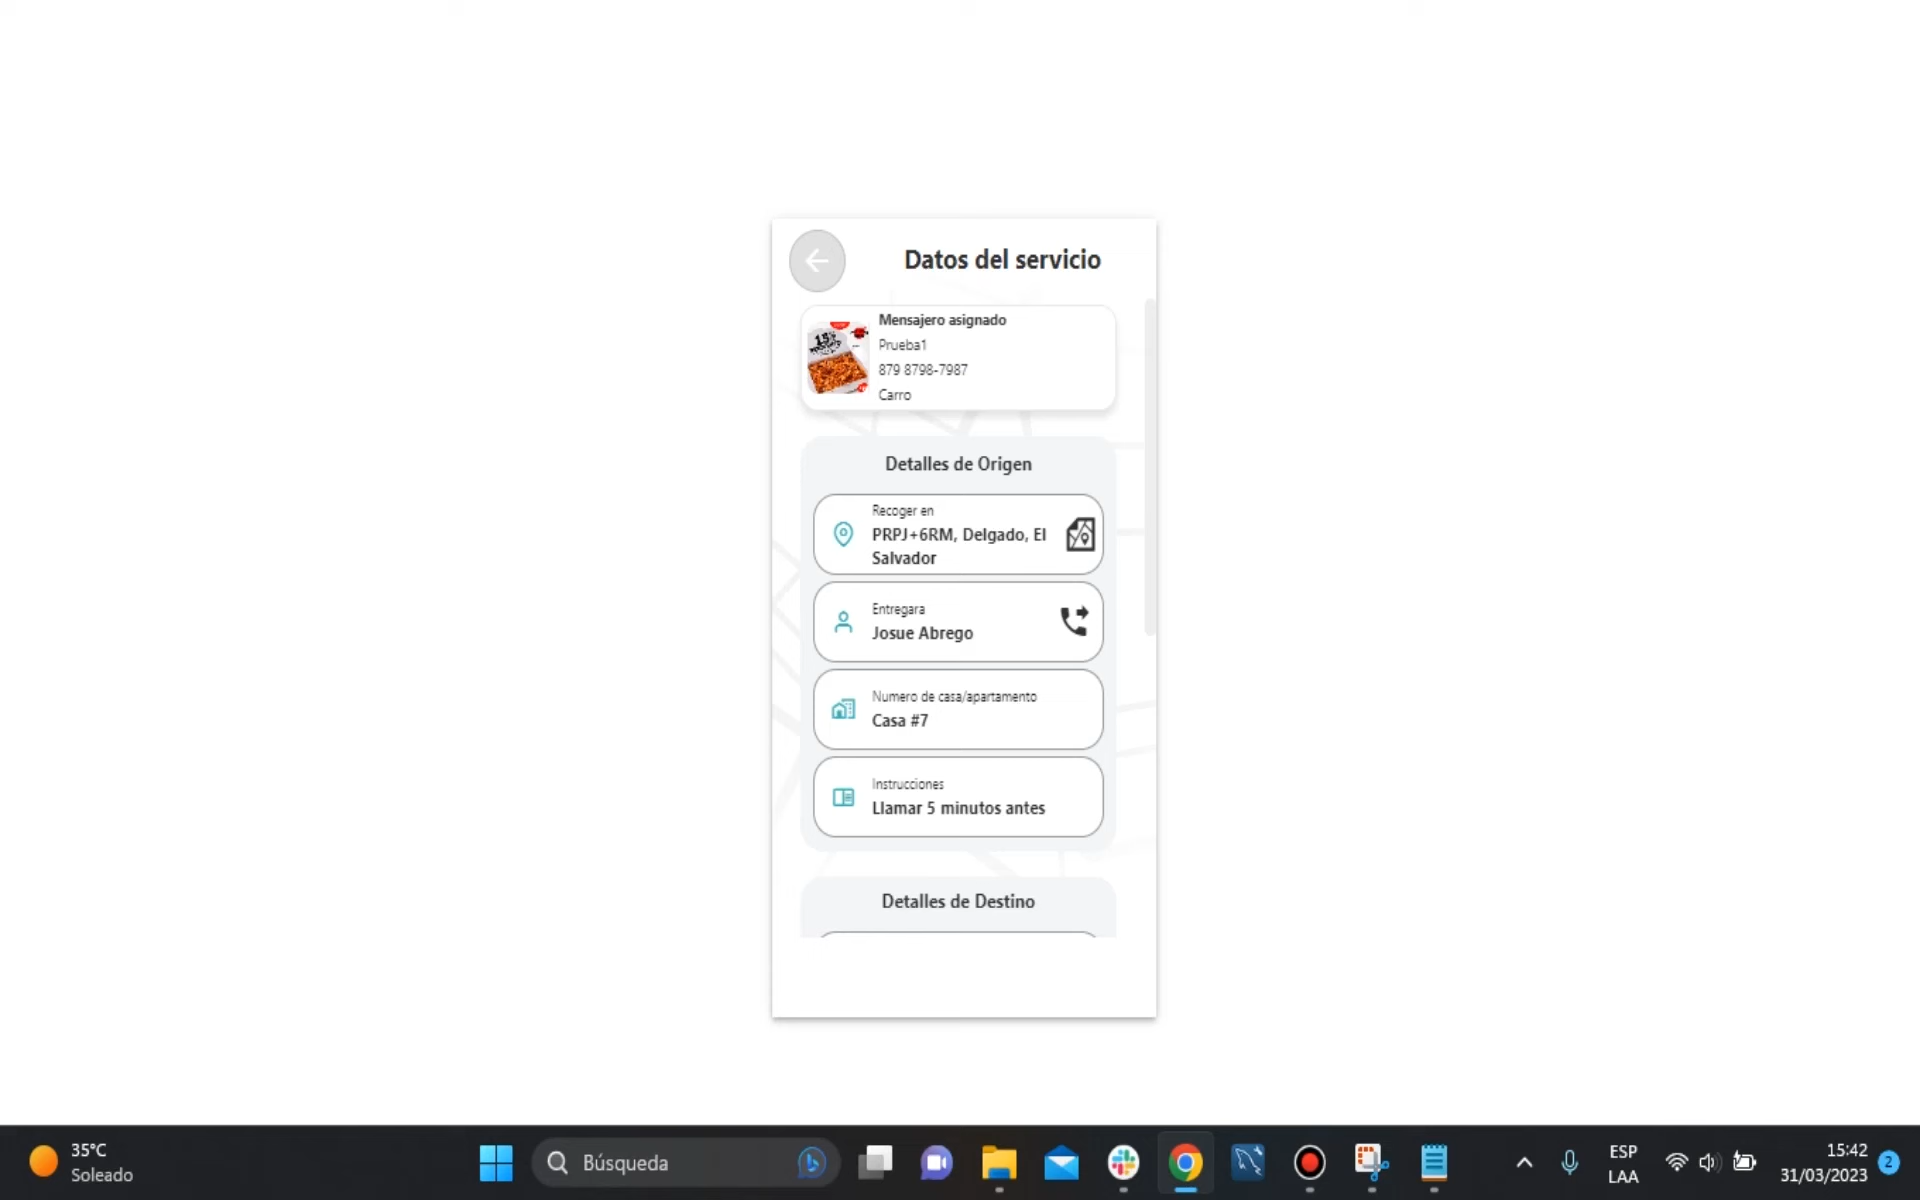 Datos del servicio
Mensajero asignado
Prueba1
879 8798-7987
Carro
Detalles de Origen
Recoger en
PRPJ+6RM, Delgado, El
Salvador
Entregara
Josue Abrego
Numero de casa/apartamento
Casa #7
Instrucciones
Llamar 5 minutos antes
Detalles de Destino
35°C
Soleado
Búsqueda
ESP
LAA
15:42
31/03/2023
2